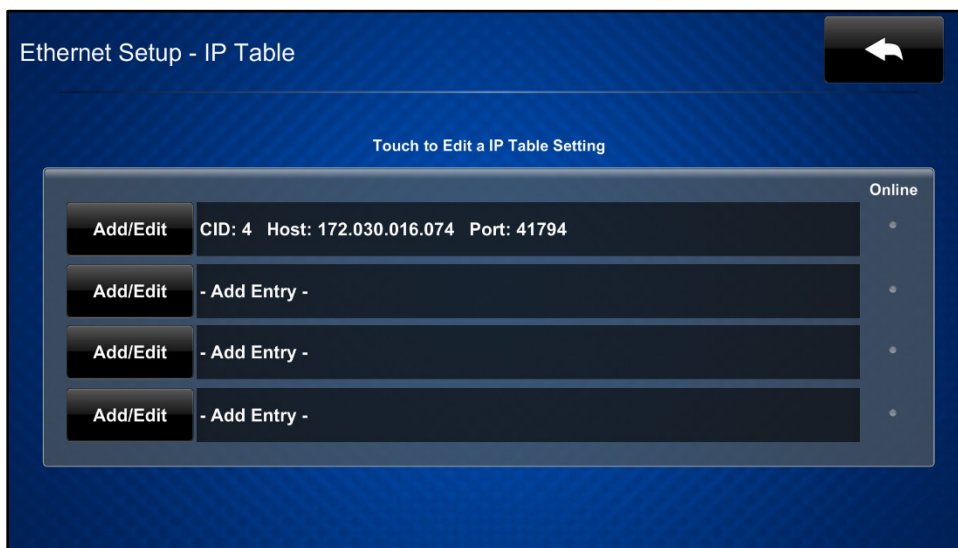 Ethernet Setup - IP Table
Touch to Edit a IP Table Setting
Online
Add/Edit CID: 4 Host: 172.030.016.074 Port: 41794
Add/Edit - Add Entry -
Add/Edit - Add Entry -
Add/Edit - Add Entry -